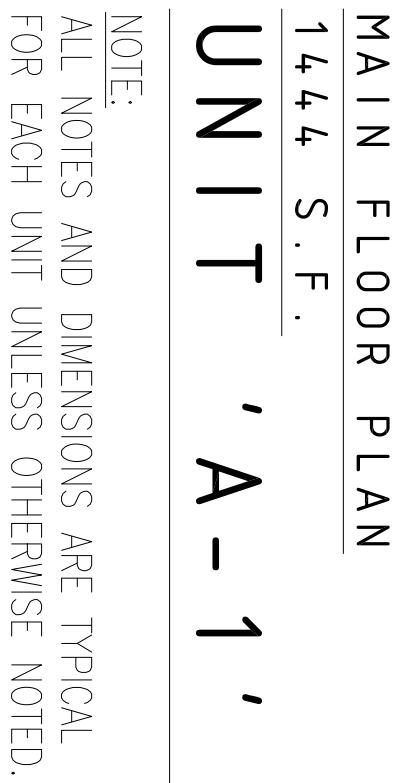 MAIN FLOOR PLAN
1444 S.F.
UNIT 'A-1'
NOTE:
ALL NOTES AND DIMENSIONS ARE TYPICAL
FOR EACH UNIT UNLESS OTHERWISE NOTED.